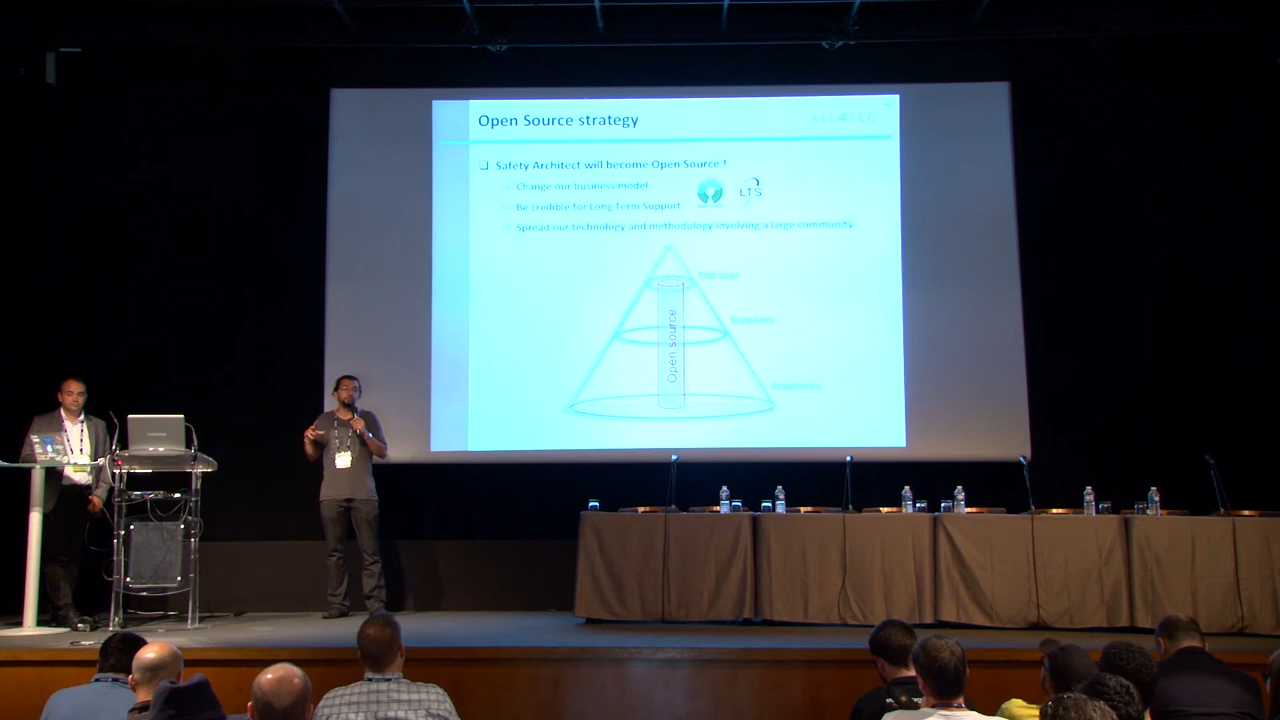 Open Source strategy
ALL4TEC
Safety Architect will become Open Source !
Change our business model
Be credible for Long Term Support
LTS
Spread our technology and methodology involving a large community
End user
Suppliers
Open source
Academics